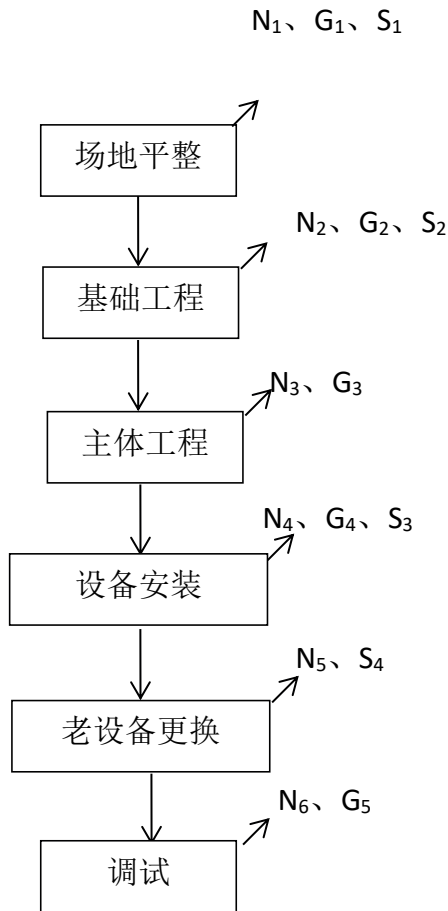 N₁、G₁、S₁
场地平整
N₂、G₂、S₂
基础工程
N₃、G₃
主体工程
N₄、G₄、S₃
设备安装
N₅、S₄
老设备更换
N₆、G₅
调试